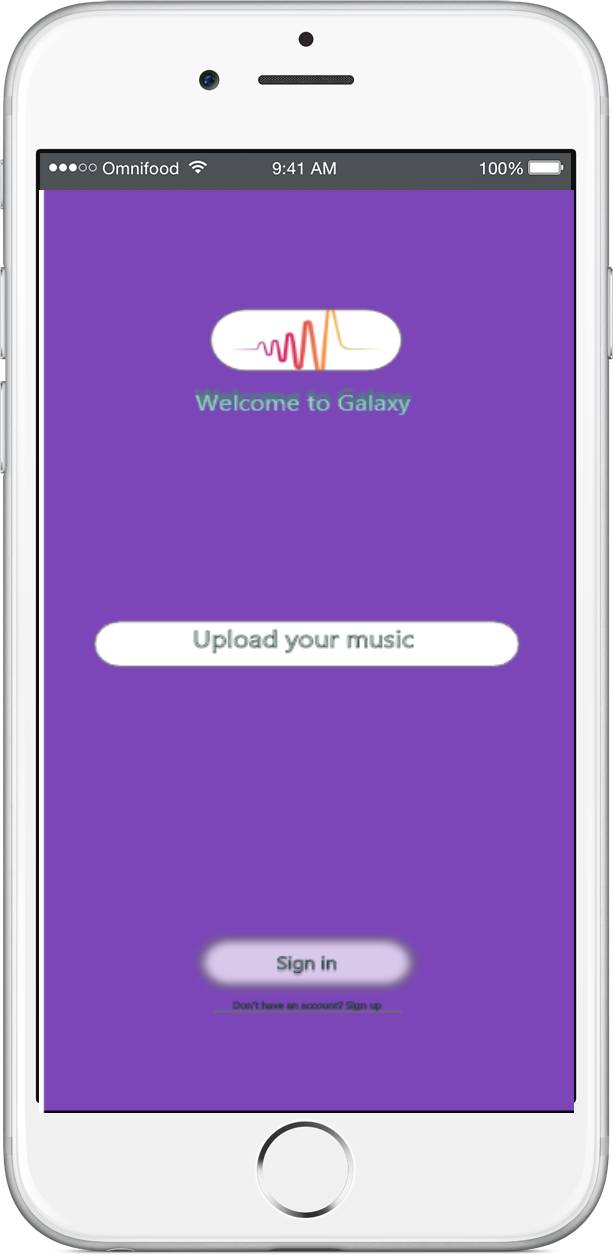 Omnifood 9:41 AM 100%
Welcome to Galaxy
Upload your music
Sign in
Don't have an account? Sign up